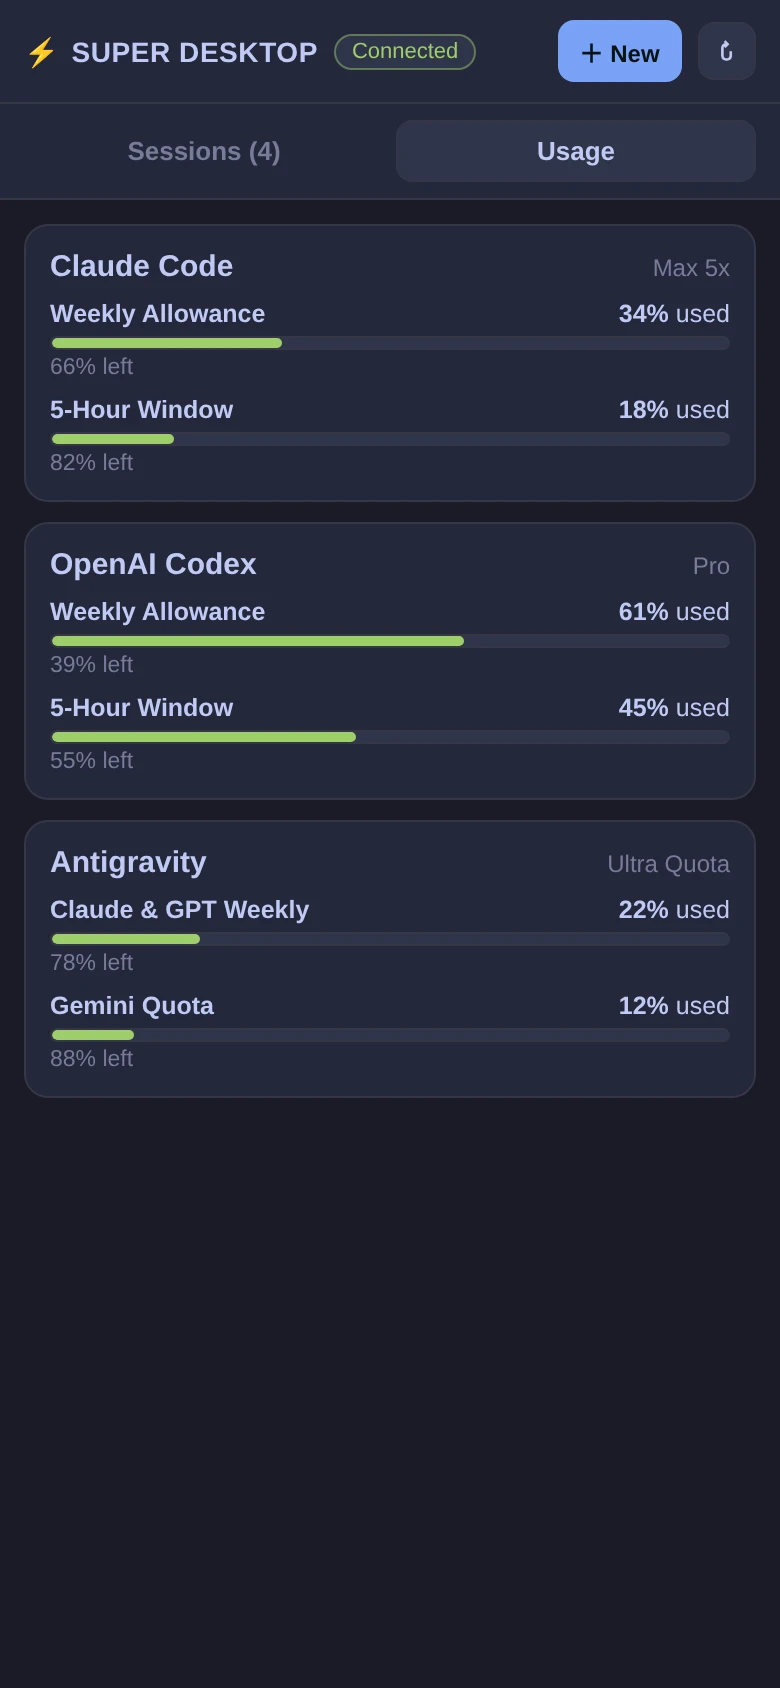 ⚡ SUPER DESKTOP Connected + New ↻
Sessions (4) Usage
Claude Code Max 5x
Weekly Allowance 34% used
66% left
5-Hour Window 18% used
82% left
OpenAI Codex Pro
Weekly Allowance 61% used
39% left
5-Hour Window 45% used
55% left
Antigravity Ultra Quota
Claude & GPT Weekly 22% used
78% left
Gemini Quota 12% used
88% left